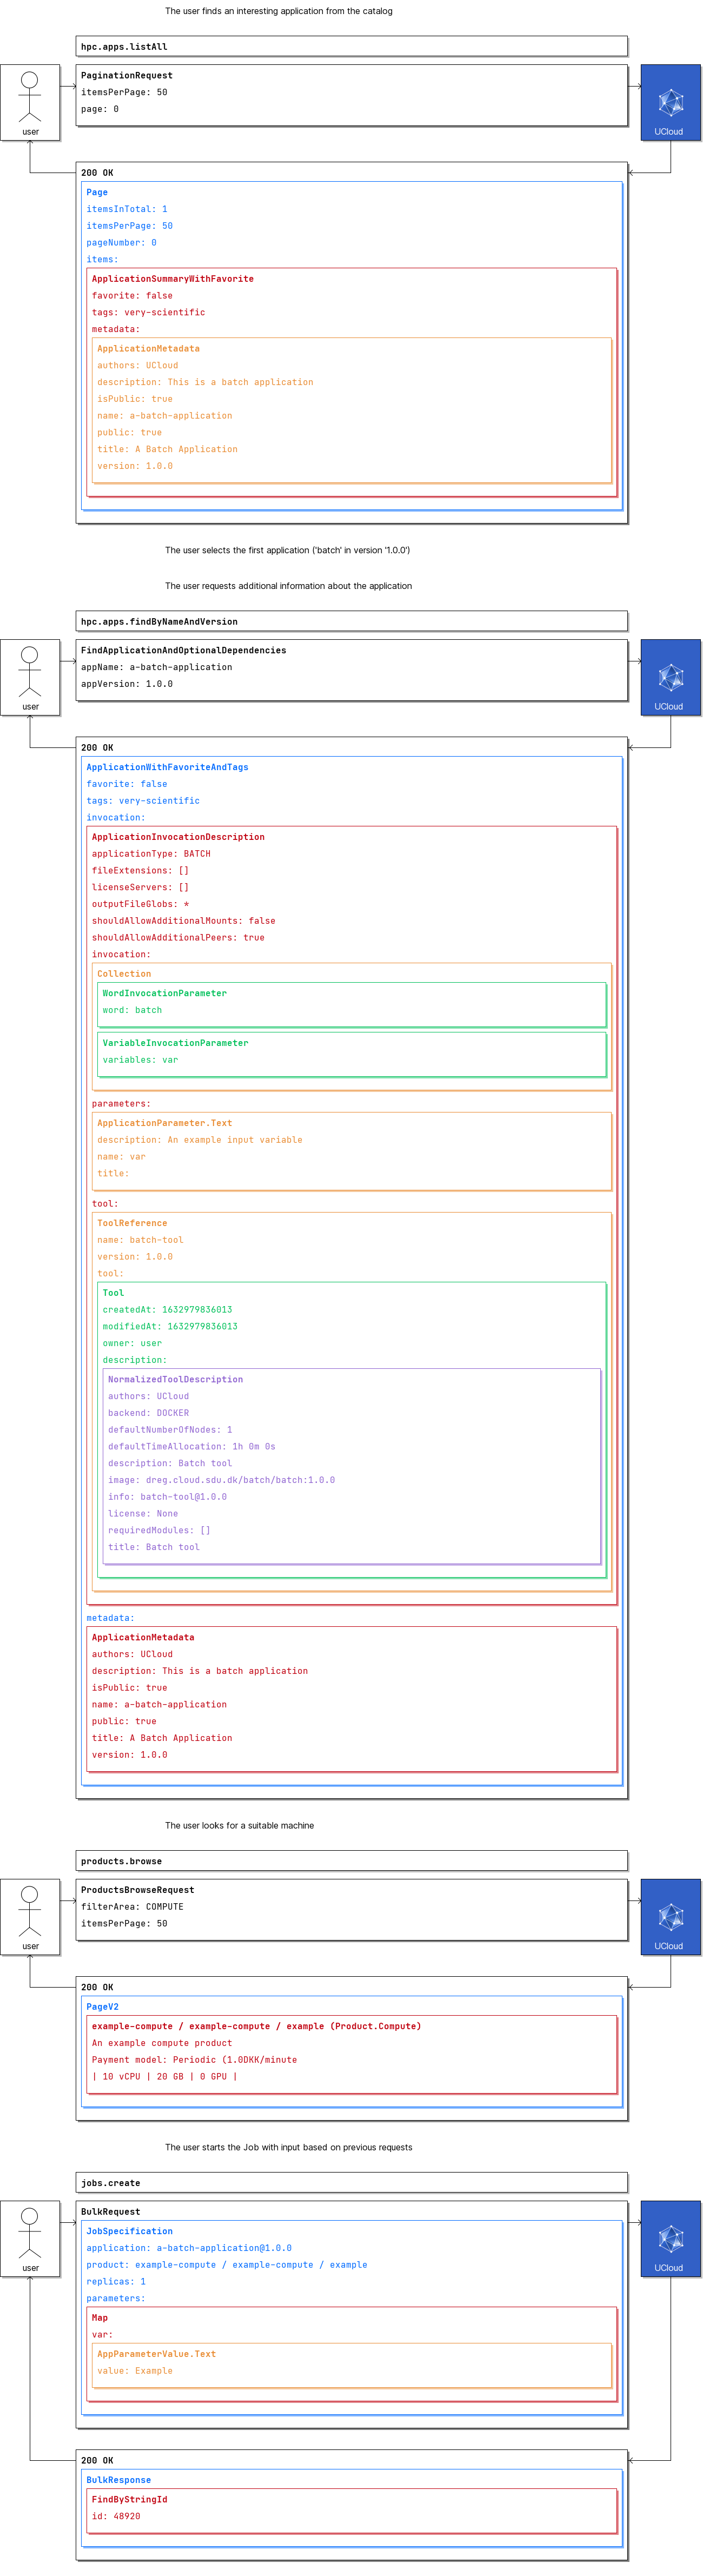 The user finds an interesting application from the catalog
hpc.apps.listAll
PaginationRequest
itemsPerPage: 50
page: 0
user
UCloud
200 OK
Page
itemsInTotal: 1
itemsPerPage: 50
pageNumber: 0
items:
ApplicationSummaryWithFavorite
favorite: false
tags: very-scientific
metadata:
ApplicationMetadata
authors: UCloud
description: This is a batch application
isPublic: true
name: a-batch-application
public: true
title: A Batch Application
version: 1.0.0
The user selects the first application ('batch' in version '1.0.0')
The user requests additional information about the application
hpc.apps.findByNameAndVersion
FindApplicationAndOptionalDependencies
appName: a-batch-application
appVersion: 1.0.0
user
UCloud
200 OK
ApplicationWithFavoriteAndTags
favorite: false
tags: very-scientific
invocation:
ApplicationInvocationDescription
applicationType: BATCH
fileExtensions: []
licenseServers: []
outputFileGlobs: *
shouldAllowAdditionalMounts: false
shouldAllowAdditionalPeers: true
invocation:
Collection
WordInvocationParameter
word: batch
VariableInvocationParameter
variables: var
parameters:
ApplicationParameter.Text
description: An example input variable
name: var
title:
tool:
ToolReference
name: batch-tool
version: 1.0.0
tool:
Tool
createdAt: 1632979836013
modifiedAt: 1632979836013
owner: user
description:
NormalizedToolDescription
authors: UCloud
backend: DOCKER
defaultNumberOfNodes: 1
defaultTimeAllocation: 1h 0m 0s
description: Batch tool
image: dreg.cloud.sdu.dk/batch/batch:1.0.0
info: batch-tool@1.0.0
license: None
requiredModules: []
title: Batch tool
metadata:
ApplicationMetadata
authors: UCloud
description: This is a batch application
isPublic: true
name: a-batch-application
public: true
title: A Batch Application
version: 1.0.0
The user looks for a suitable machine
products.browse
ProductsBrowseRequest
filterArea: COMPUTE
itemsPerPage: 50
user
UCloud
200 OK
PageV2
example-compute / example-compute / example (Product.Compute)
An example compute product
Payment model: Periodic (1.0DKK/minute
| 10 vCPU | 20 GB | 0 GPU |
The user starts the Job with input based on previous requests
jobs.create
BulkRequest
JobSpecification
application: a-batch-application@1.0.0
product: example-compute / example-compute / example
replicas: 1
parameters:
Map
var:
AppParameterValue.Text
value: Example
user
UCloud
200 OK
BulkResponse
FindByStringId
id: 48920